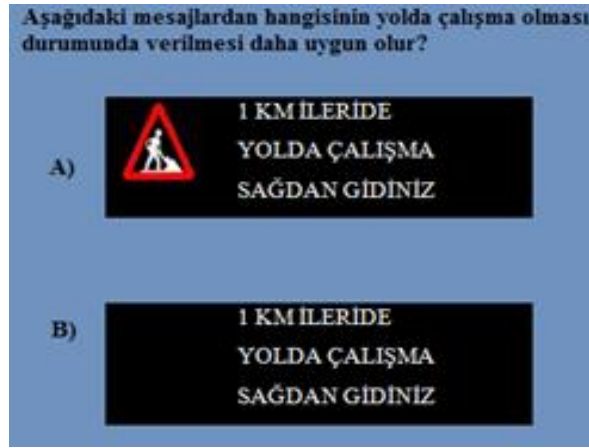 Aşağıdaki mesajlardan hangisinin yolda çalışma olması
durumunda verilmesi daha uygun olur?
A)
1 KM İLERİDE
YOLDA ÇALIŞMA
SAĞDAN GİDİNİZ
B)
1 KM İLERİDE
YOLDA ÇALIŞMA
SAĞDAN GİDİNİZ